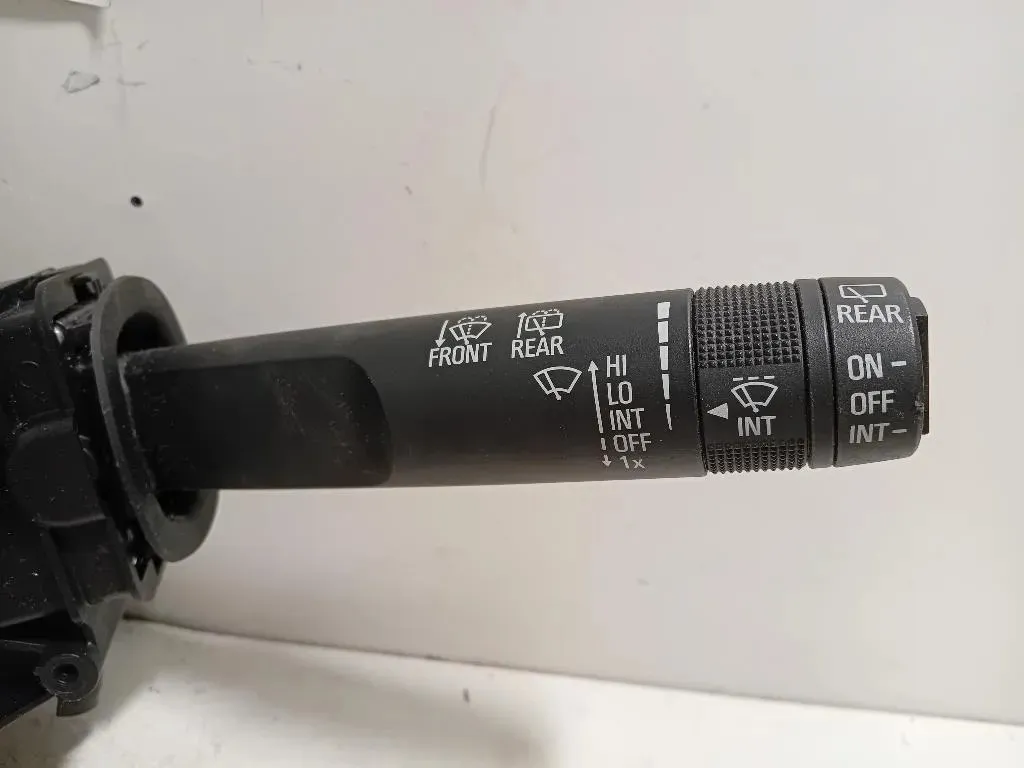 FRONT
REAR
HI
LO
INT
OFF
1x
INT
REAR
ON
OFF
INT